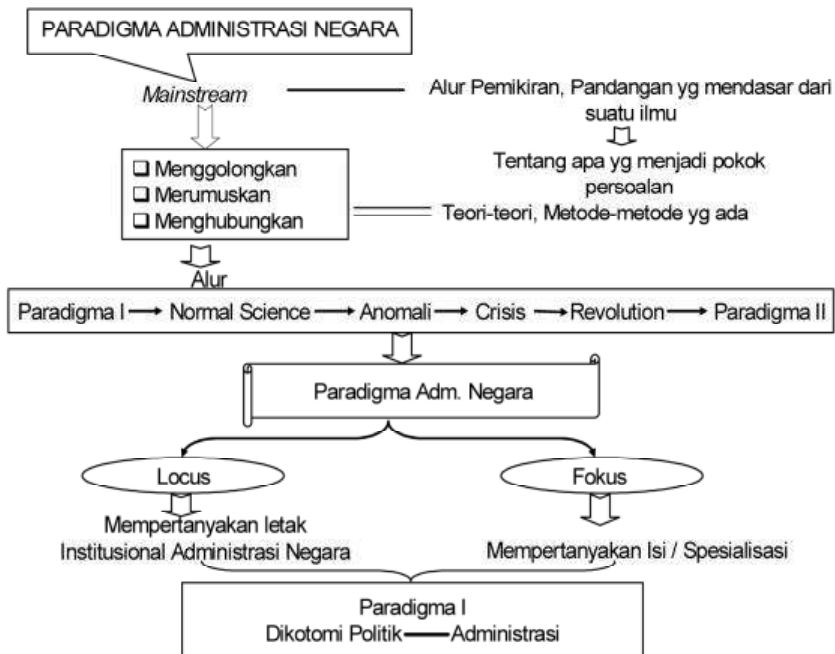 PARADIGMA ADMINISTRASI NEGARA
Mainstream
Alur Pemikiran, Pandangan yg mendasar dari
suatu ilmu
Tentang apa yg menjadi pokok
persoalan
Menggolongkan
Merumuskan
Menghubungkan
Teori-teori, Metode-metode yg ada
Alur
Paradigma I Normal Science Anomali Crisis Revolution Paradigma II
Paradigma Adm. Negara
Locus
Fokus
Mempertanyakan letak
Institusional Administrasi Negara
Mempertanyakan Isi / Spesialisasi
Paradigma I
Dikotomi Politik Administrasi